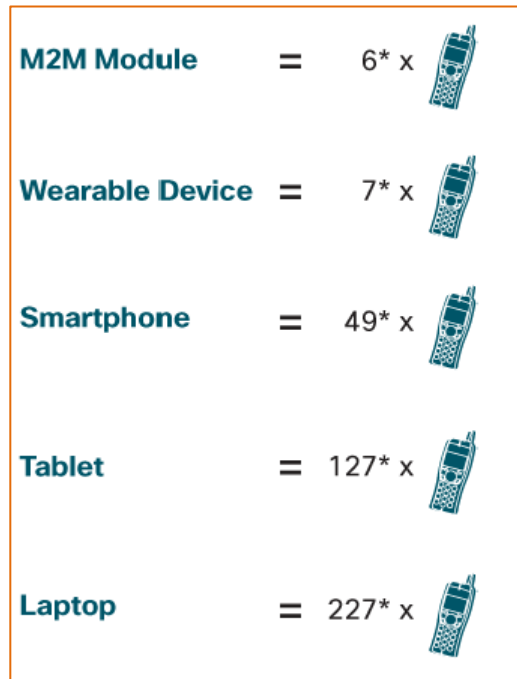 M2M Module = 6* x
Wearable Device = 7* x
Smartphone = 49* x
Tablet = 127* x
Laptop = 227* x